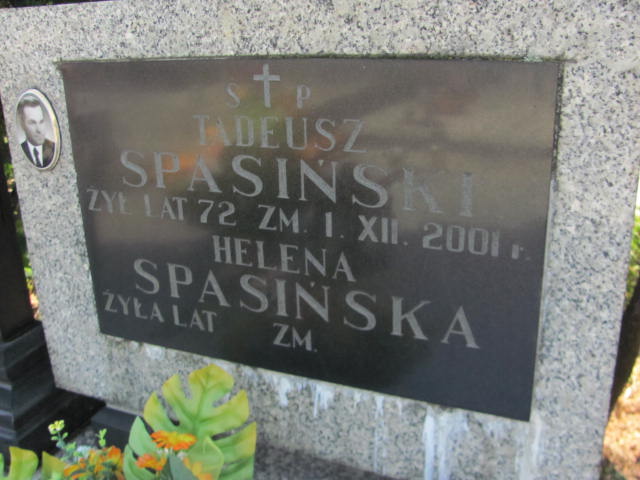 S P
TADEUSZ
SPASIŃSKI
ŻYŁ LAT 72 ZM. 1. XII. 2001 r.
HELENA
SPASIŃSKA
ŻYŁA LAT ZM.